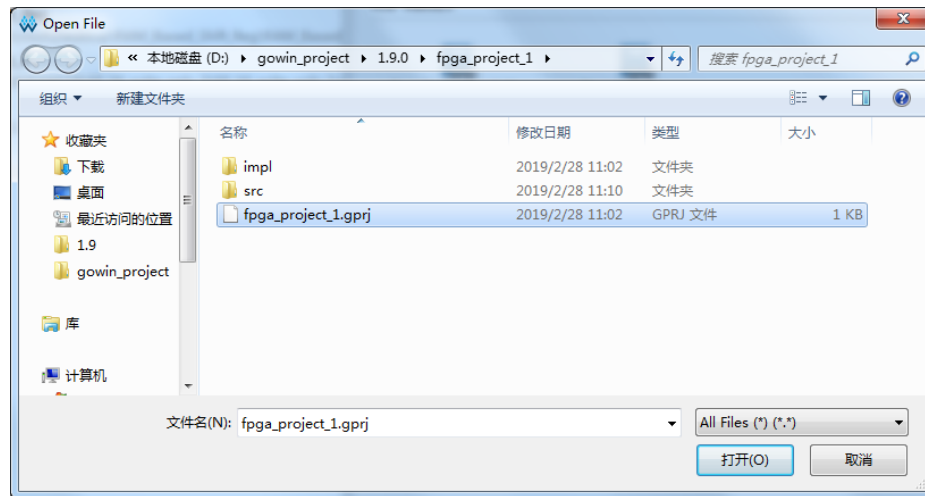 Open File
« 本地磁盘 (D:) gowin_project 1.9.0 fpga_project_1
搜索 fpga_project_1
组织 新建文件夹
名称 修改日期 类型 大小
收藏夹
下载
桌面
最近访问的位置
1.9
gowin_project
库
计算机
impl 2019/2/28 11:02 文件夹
src 2019/2/28 11:10 文件夹
fpga_project_1.gprj 2019/2/28 11:02 GPRJ 文件 1 KB
文件名(N): fpga_project_1.gprj All Files (*) (*.*)
打开(O) 取消